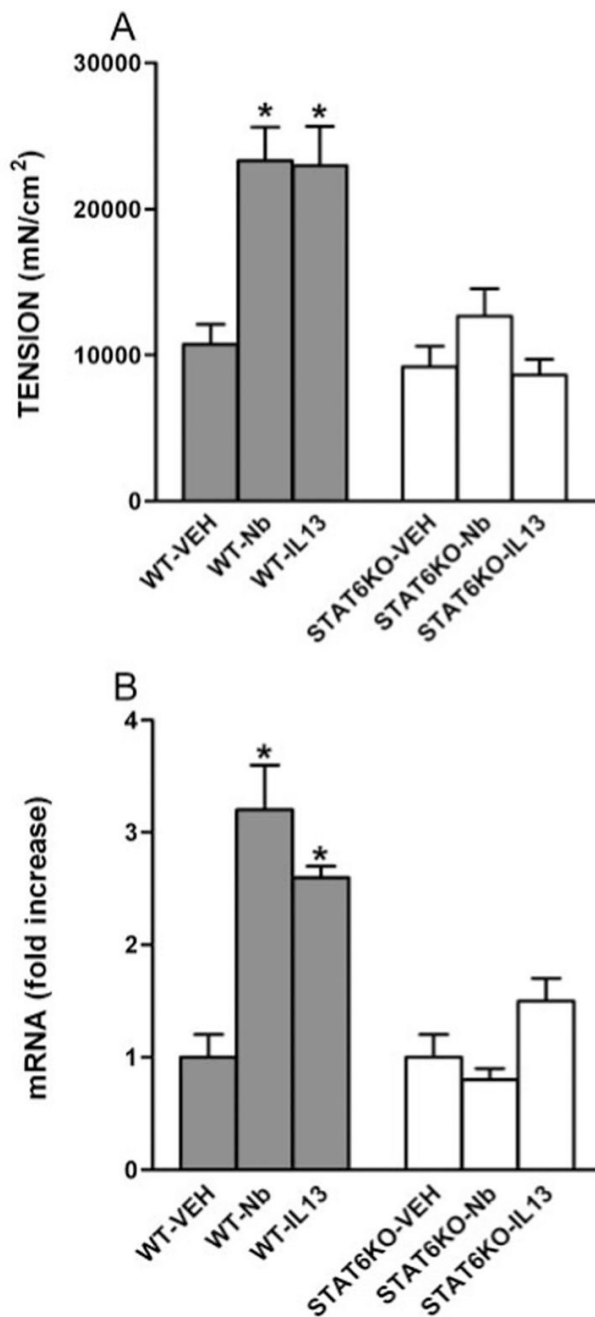 A
TENSION (mN/cm²)
30000
20000
10000
0
*
*
WT-VEH
WT-Nb
WT-IL13
STAT6KO-VEH
STAT6KO-Nb
STAT6KO-IL13
B
mRNA (fold increase)
4
3
2
1
0
*
*
WT-VEH
WT-Nb
WT-IL13
STAT6KO-VEH
STAT6KO-Nb
STAT6KO-IL13